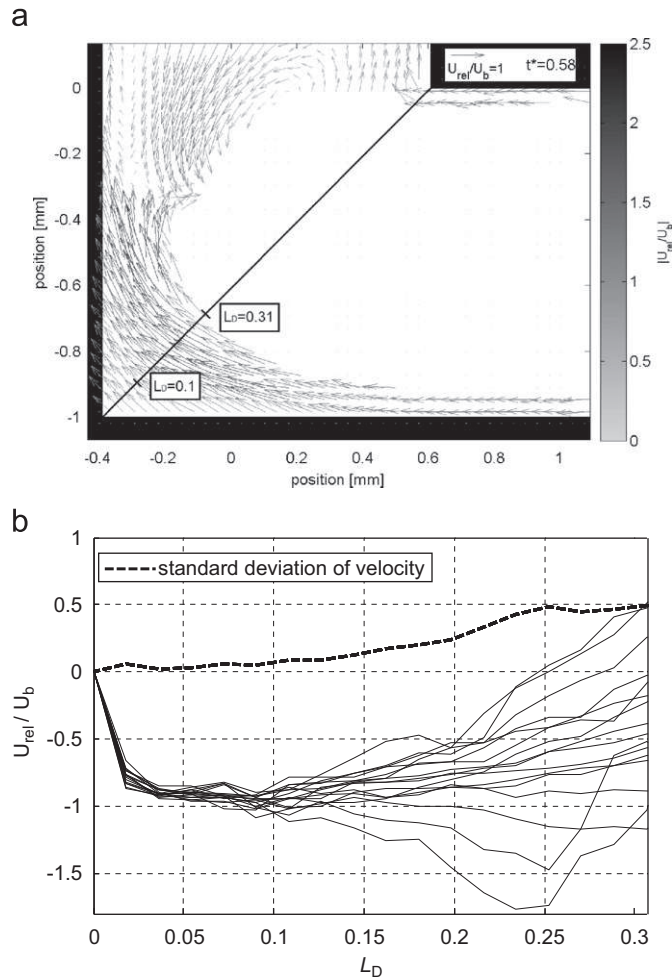 a
U_rel/U_b=1 t*=0.58
0
-0.2
-0.4
-0.6
-0.8
-1
position [mm]
L_D=0.31
L_D=0.1
-0.4 -0.2 0 0.2 0.4 0.6 0.8 1
position [mm]
2.5
2
1.5
1
0.5
0
|U_rel/U_b|
b
1
0.5
0
-0.5
-1
-1.5
U_rel / U_b
standard deviation of velocity
0 0.05 0.1 0.15 0.2 0.25 0.3
L_D